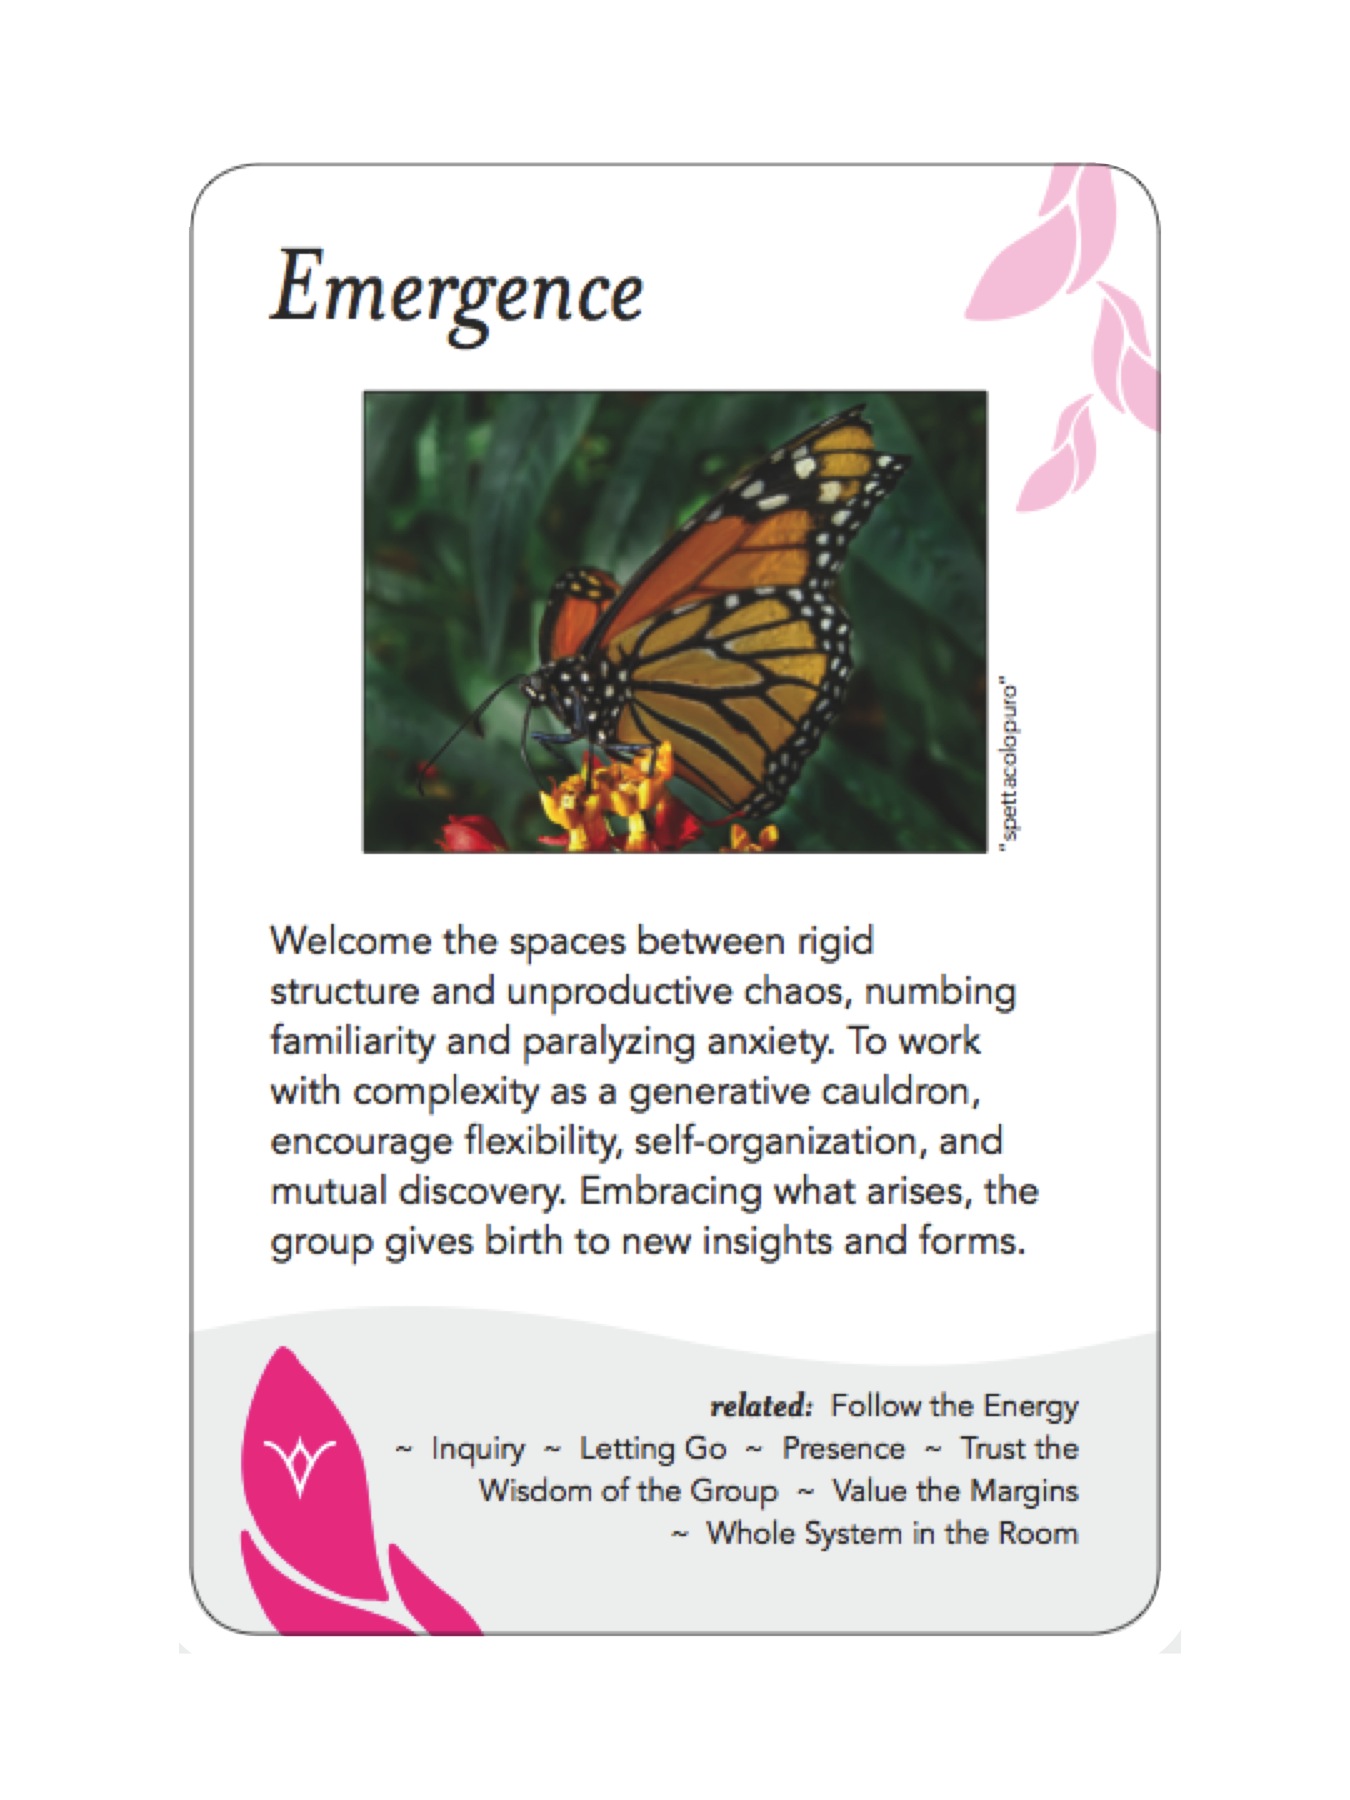 Emergence
"spettacolopuro"
Welcome the spaces between rigid
structure and unproductive chaos, numbing
familiarity and paralyzing anxiety. To work
with complexity as a generative cauldron,
encourage flexibility, self-organization, and
mutual discovery. Embracing what arises, the
group gives birth to new insights and forms.
related: Follow the Energy
~ Inquiry ~ Letting Go ~ Presence ~ Trust the
Wisdom of the Group ~ Value the Margins
~ Whole System in the Room